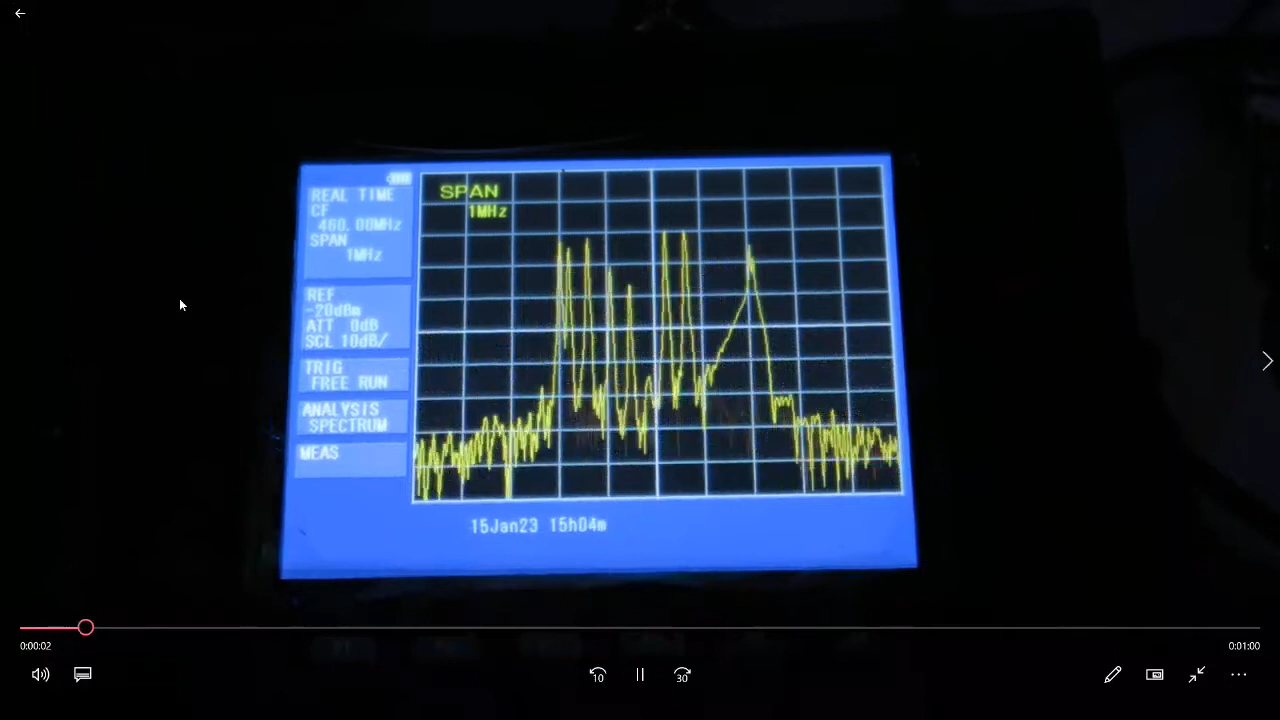 REAL TIME
CF
460.00MHz
SPAN
1MHz
REF
-20dBm
ATT 0dB
SCL 10dB/
TRIG
FREE RUN
ANALYSIS
SPECTRUM
MEAS
SPAN
1MHz
15Jan23 15h04m
0:00:02
0:01:00
10
30